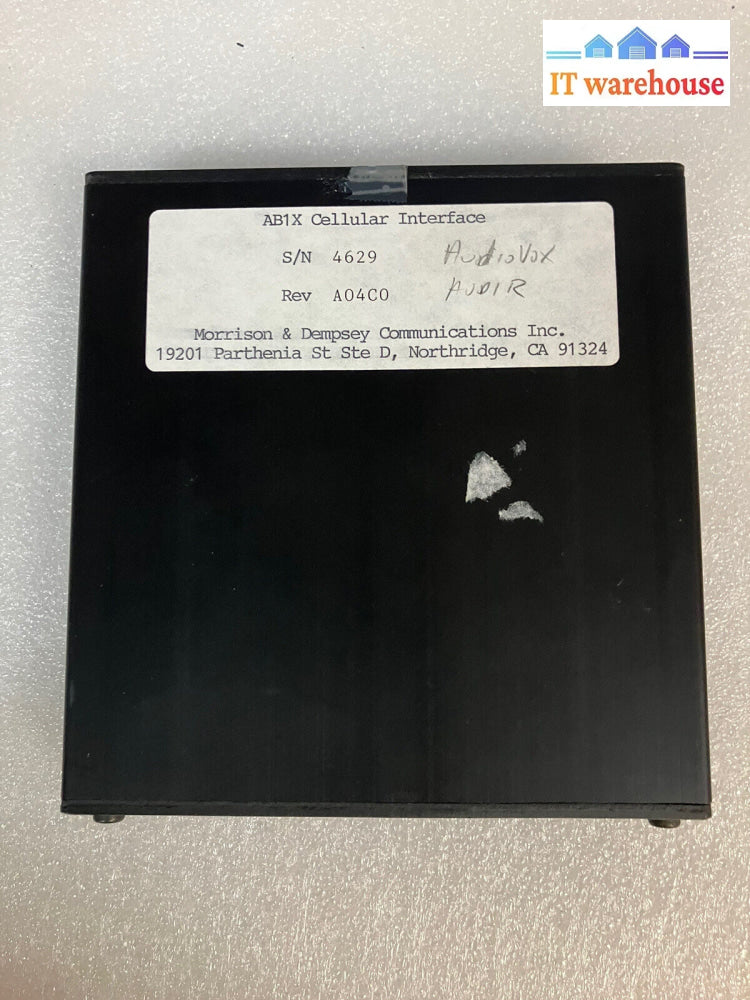 IT warehouse
AB1X Cellular Interface
S/N 4629
AudioVox
Rev A04C0
AUDIR
Morrison & Dempsey Communications Inc.
19201 Parthenia St Ste D, Northridge, CA 91324